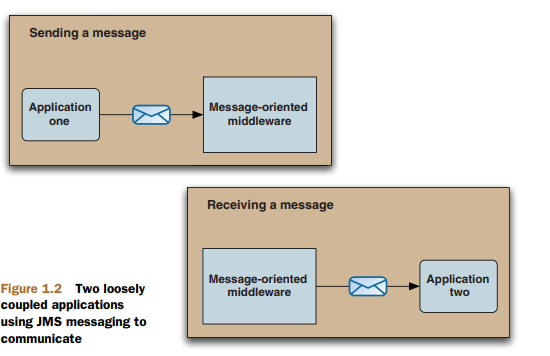 Sending a message
Application
one
Message-oriented
middleware
Receiving a message
Message-oriented
middleware
Application
two
Figure 1.2 Two loosely
coupled applications
using JMS messaging to
communicate